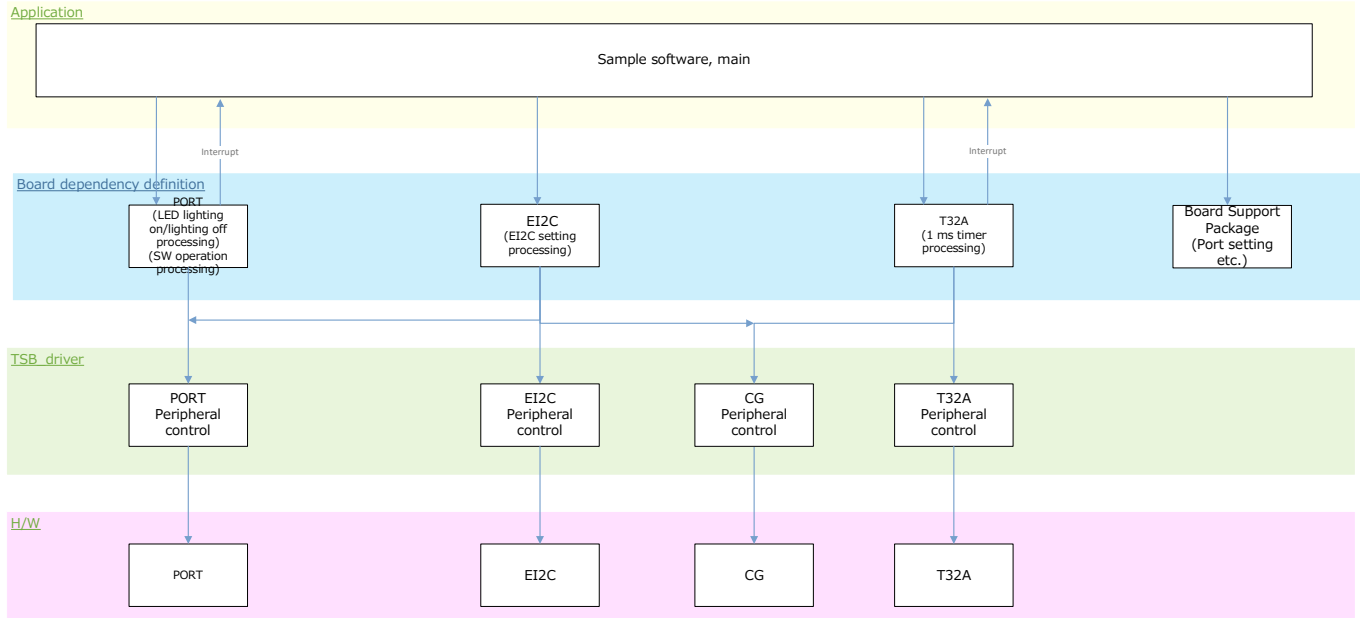 Application
Sample software, main
Interrupt
Interrupt
Board dependency definition
PORT
(LED lighting
on/lighting off
processing)
(SW operation
processing)
EI2C
(EI2C setting
processing)
T32A
(1 ms timer
processing)
Board Support
Package
(Port setting
etc.)
TSB_driver
PORT
Peripheral
control
EI2C
Peripheral
control
CG
Peripheral
control
T32A
Peripheral
control
H/W
PORT
EI2C
CG
T32A